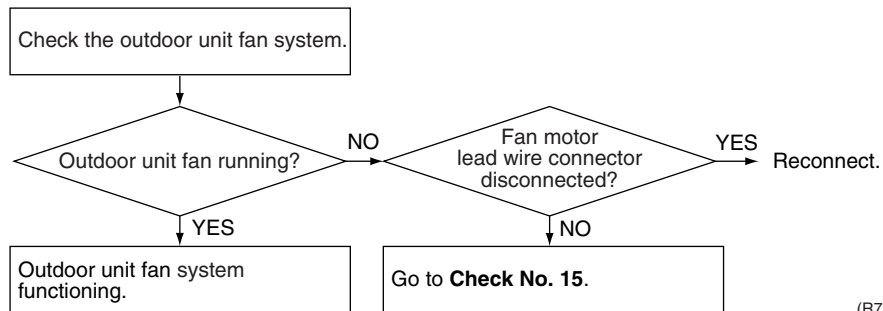 Check the outdoor unit fan system.
Outdoor unit fan running?
NO
Fan motor
lead wire connector
disconnected?
YES
Reconnect.
YES
NO
Outdoor unit fan system
functioning.
Go to Check No. 15.
(R7